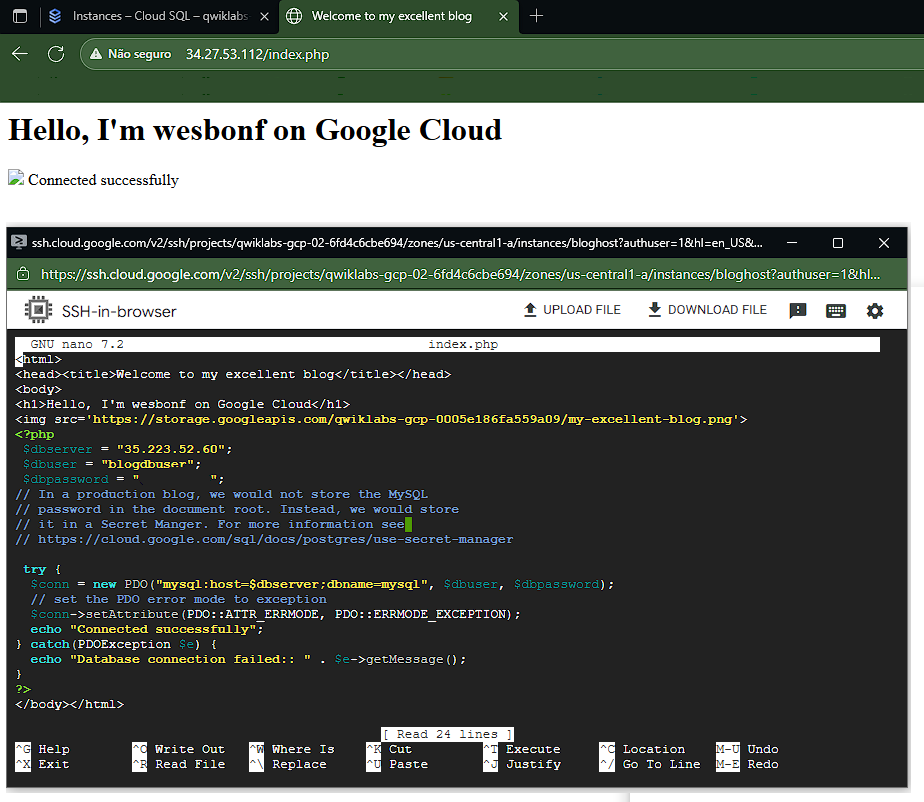 Instances – Cloud SQL – qwiklabs
Welcome to my excellent blog
Não seguro 34.27.53.112/index.php
Hello, I'm wesbonf on Google Cloud
Connected successfully
ssh.cloud.google.com/v2/ssh/projects/qwiklabs-gcp-02-6fd4c6cbe694/zones/us-central1-a/instances/bloghost?authuser=1&hl=en_US&...
https://ssh.cloud.google.com/v2/ssh/projects/qwiklabs-gcp-02-6fd4c6cbe694/zones/us-central1-a/instances/bloghost?authuser=1&hl...
SSH-in-browser UPLOAD FILE DOWNLOAD FILE
GNU nano 7.2 index.php
<html>
<head><title>Welcome to my excellent blog</title></head>
<body>
<h1>Hello, I'm wesbonf on Google Cloud</h1>
<img src='https://storage.googleapis.com/qwiklabs-gcp-0005e186fa559a09/my-excellent-blog.png'>
<?php
$dbserver = "35.223.52.60";
$dbuser = "blogdbuser";
$dbpassword = " ";
// In a production blog, we would not store the MySQL
// password in the document root. Instead, we would store
// it in a Secret Manger. For more information see
// https://cloud.google.com/sql/docs/postgres/use-secret-manager
try {
$conn = new PDO("mysql:host=$dbserver;dbname=mysql", $dbuser, $dbpassword);
// set the PDO error mode to exception
$conn->setAttribute(PDO::ATTR_ERRMODE, PDO::ERRMODE_EXCEPTION);
echo "Connected successfully";
} catch(PDOException $e) {
echo "Database connection failed:: " . $e->getMessage();
}
?>
</body></html>
[ Read 24 lines ]
^G Help ^O Write Out ^W Where Is ^K Cut ^T Execute ^C Location M-U Undo
^X Exit ^R Read File ^\ Replace ^U Paste ^J Justify ^/ Go To Line M-E Redo